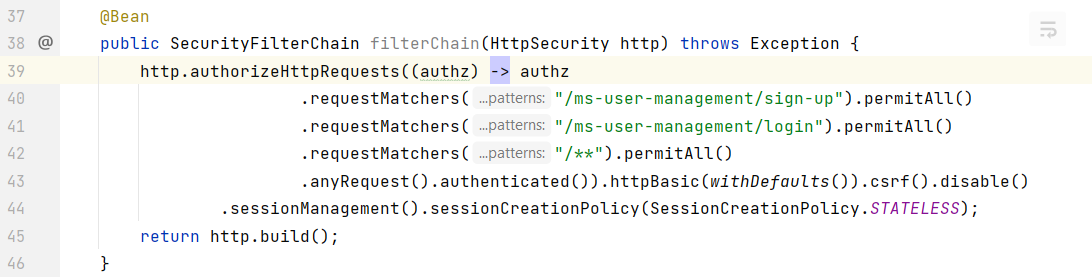 37 @Bean
38 @ public SecurityFilterChain filterChain(HttpSecurity http) throws Exception {
39 http.authorizeHttpRequests((authz) -> authz
40 .requestMatchers( ...patterns: "/ms-user-management/sign-up").permitAll()
41 .requestMatchers( ...patterns: "/ms-user-management/login").permitAll()
42 .requestMatchers( ...patterns: "/**").permitAll()
43 .anyRequest().authenticated()).httpBasic(withDefaults()).csrf().disable()
44 .sessionManagement().sessionCreationPolicy(SessionCreationPolicy.STATELESS);
45 return http.build();
46 }